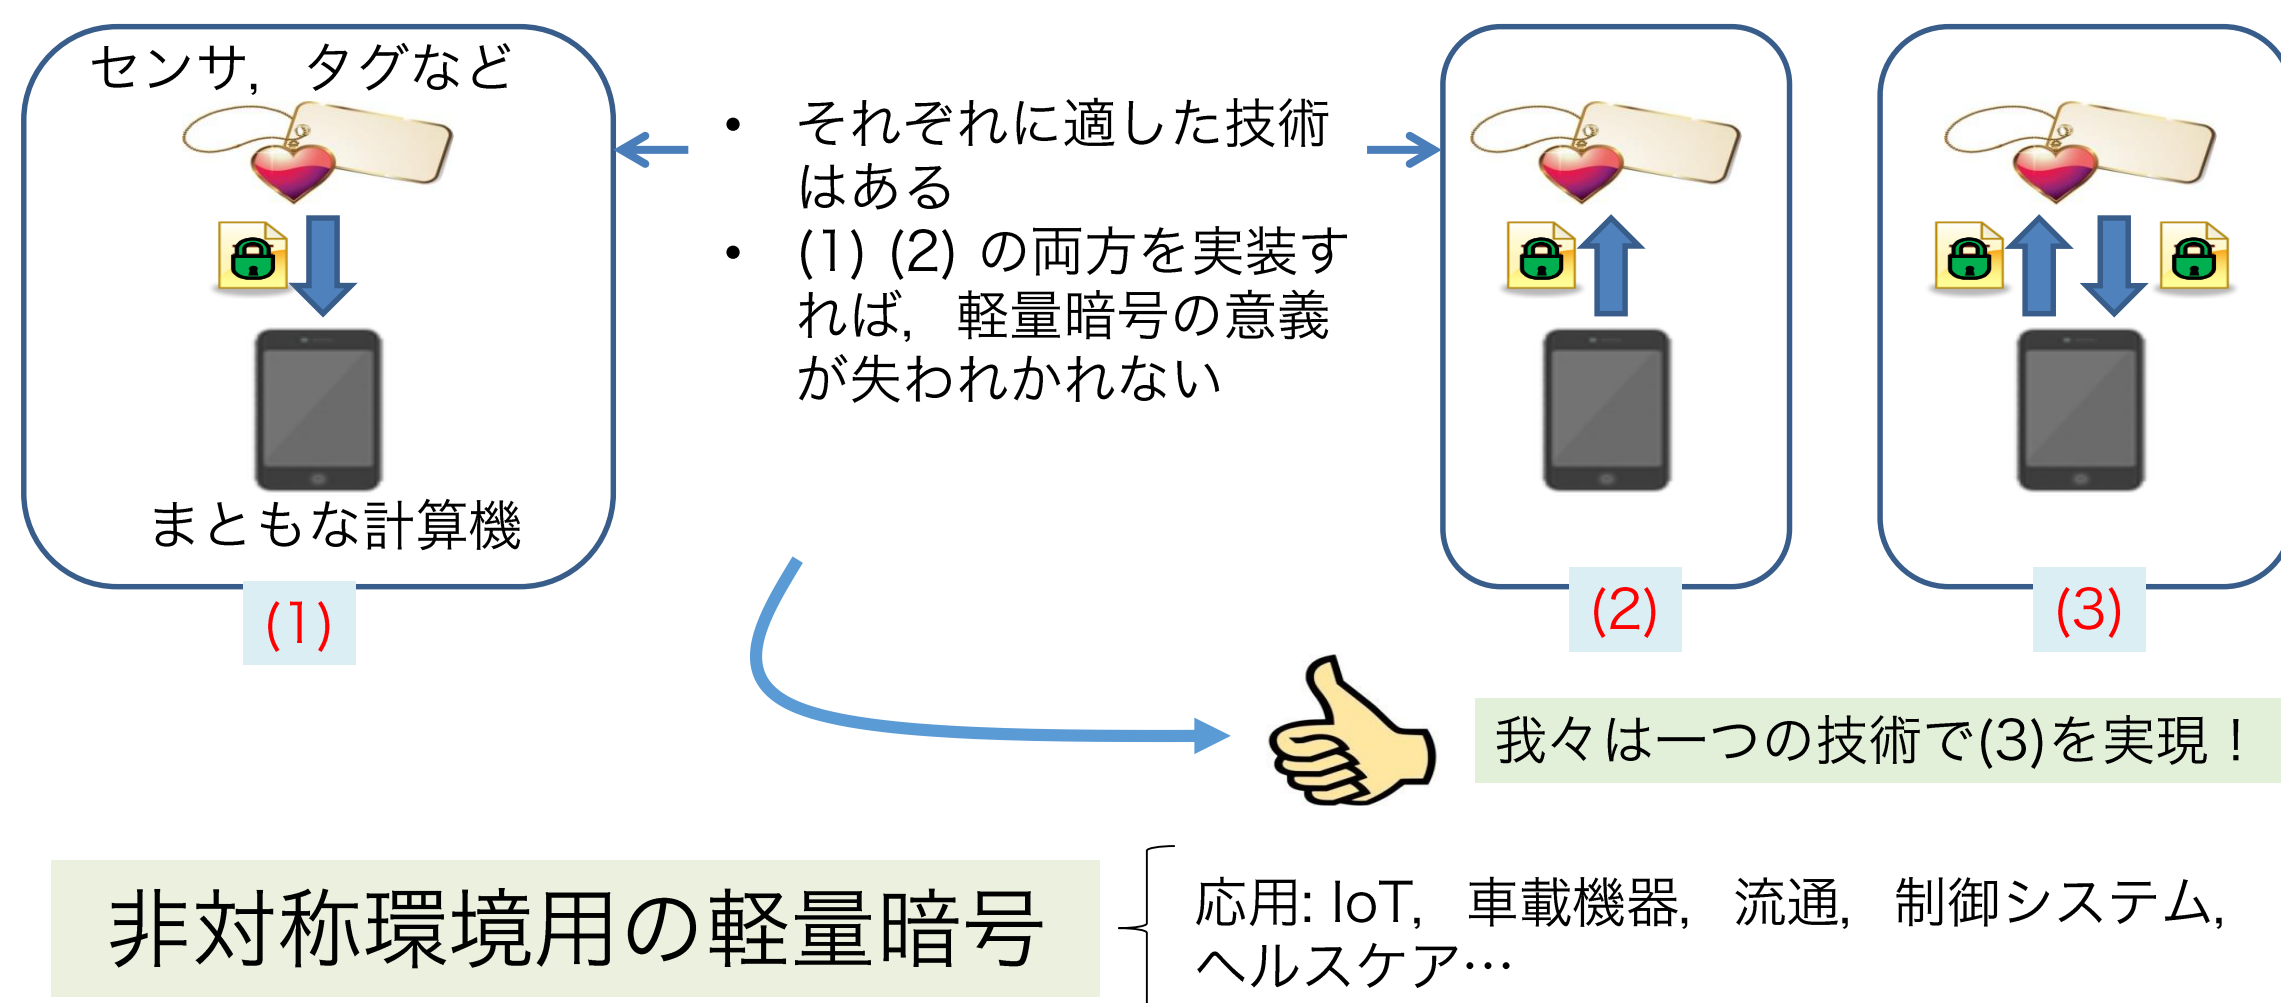 センサ，タグなど
まともな計算機
(1)
• それぞれに適した技術
はある
• (1) (2) の両方を実装す
れば，軽量暗号の意義
が失われかれない
(2)
(3)
我々は一つの技術で(3)を実現！
非対称環境用の軽量暗号
応用: IoT，車載機器，流通，制御システム，
ヘルスケア…